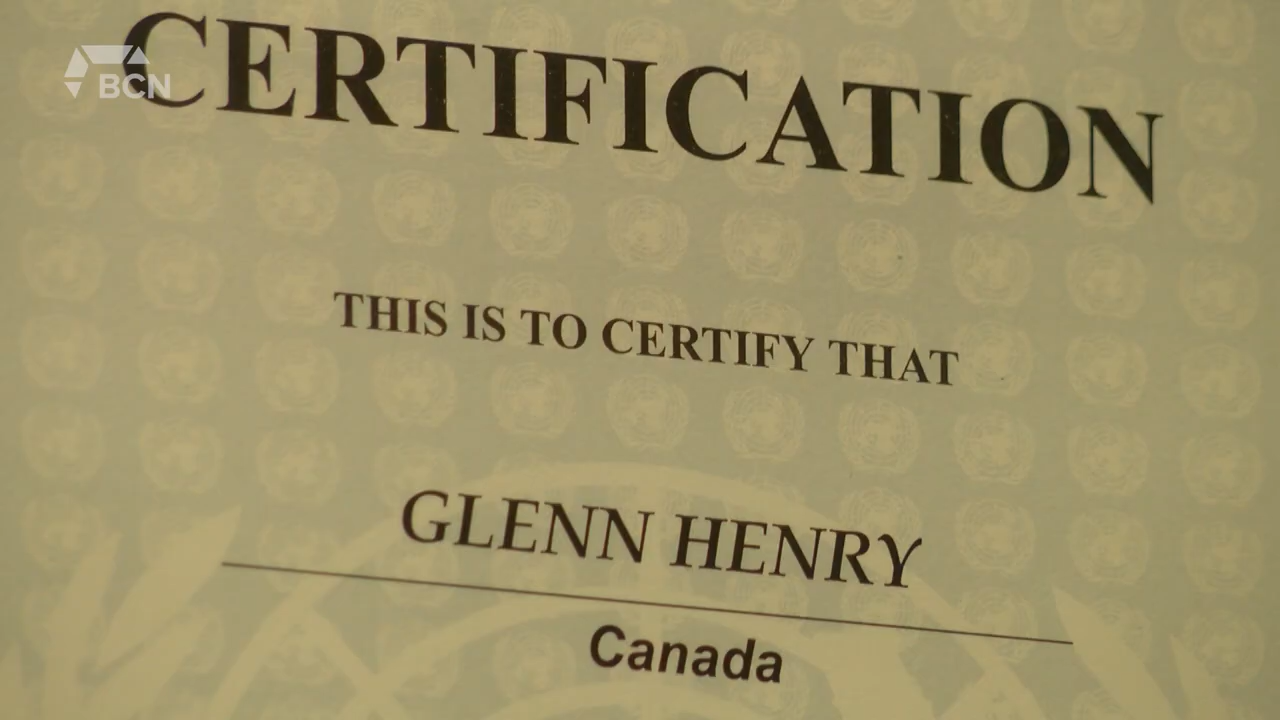 BCN
CERTIFICATION
THIS IS TO CERTIFY THAT
GLENN HENRY
Canada